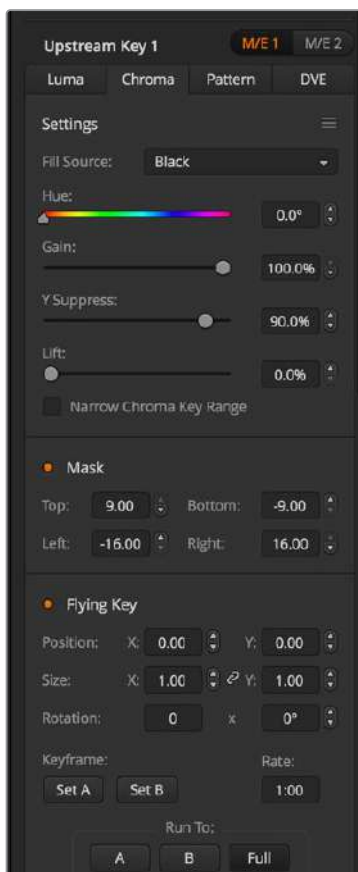 Upstream Key 1 M/E 1 M/E 2
Luma Chroma Pattern DVE
Settings
Fill Source: Black
Hue:
0.0°
Gain:
100.0%
Y Suppress:
90.0%
Lift:
0.0%
Narrow Chroma Key Range
Mask
Top: 9.00 Bottom: -9.00
Left: -16.00 Right: 16.00
Flying Key
Position: X: 0.00 Y: 0.00
Size: X: 1.00 Y: 1.00
Rotation: 0 x 0°
Keyframe: Rate:
Set A Set B 1:00
Run To:
A B Full